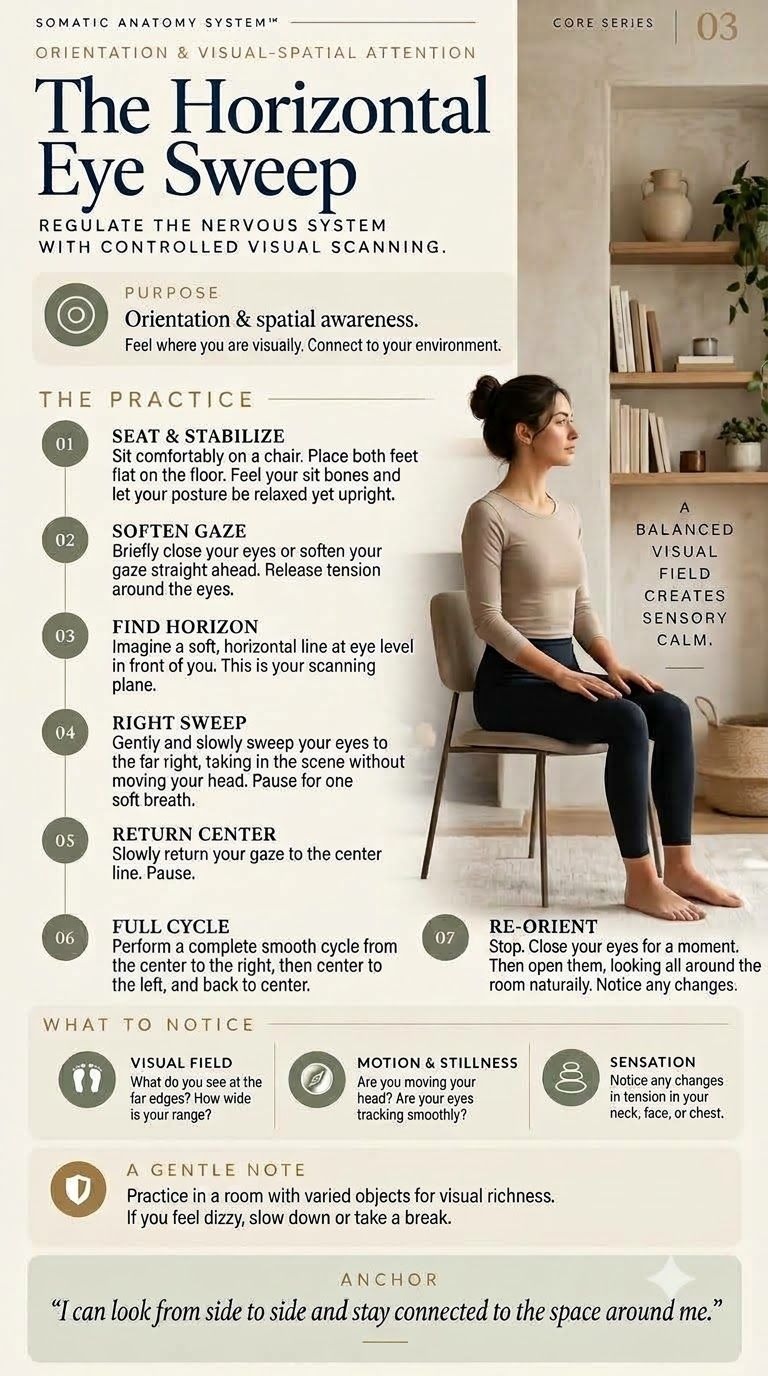 SOMATIC ANATOMY SYSTEM™
CORE SERIES | 03
ORIENTATION & VISUAL-SPATIAL ATTENTION
The Horizontal
Eye Sweep
REGULATE THE NERVOUS SYSTEM
WITH CONTROLLED VISUAL SCANNING.
PURPOSE
Orientation & spatial awareness.
Feel where you are visually. Connect to your environment.
THE PRACTICE
01
SEAT & STABILIZE
Sit comfortably on a chair. Place both feet
flat on the floor. Feel your sit bones and
let your posture be relaxed yet upright.
02
SOFTEN GAZE
Briefly close your eyes or soften your
gaze straight ahead. Release tension
around the eyes.
03
FIND HORIZON
Imagine a soft, horizontal line at eye level
in front of you. This is your scanning
plane.
04
RIGHT SWEEP
Gently and slowly sweep your eyes to
the far right, taking in the scene without
moving your head. Pause for one
soft breath.
05
RETURN CENTER
Slowly return your gaze to the center
line. Pause.
06
FULL CYCLE
Perform a complete smooth cycle from
the center to the right, then center to
the left, and back to center.
07
RE-ORIENT
Stop. Close your eyes for a moment.
Then open them, looking all around the
room naturally. Notice any changes.
A
BALANCED
VISUAL
FIELD
CREATES
SENSORY
CALM.
WHAT TO NOTICE
VISUAL FIELD
What do you see at the
far edges? How wide
is your range?
MOTION & STILLNESS
Are you moving your
head? Are your eyes
tracking smoothly?
SENSATION
Notice any changes
in tension in your
neck, face, or chest.
A GENTLE NOTE
Practice in a room with varied objects for visual richness.
If you feel dizzy, slow down or take a break.
ANCHOR
“I can look from side to side and stay connected to the space around me.”